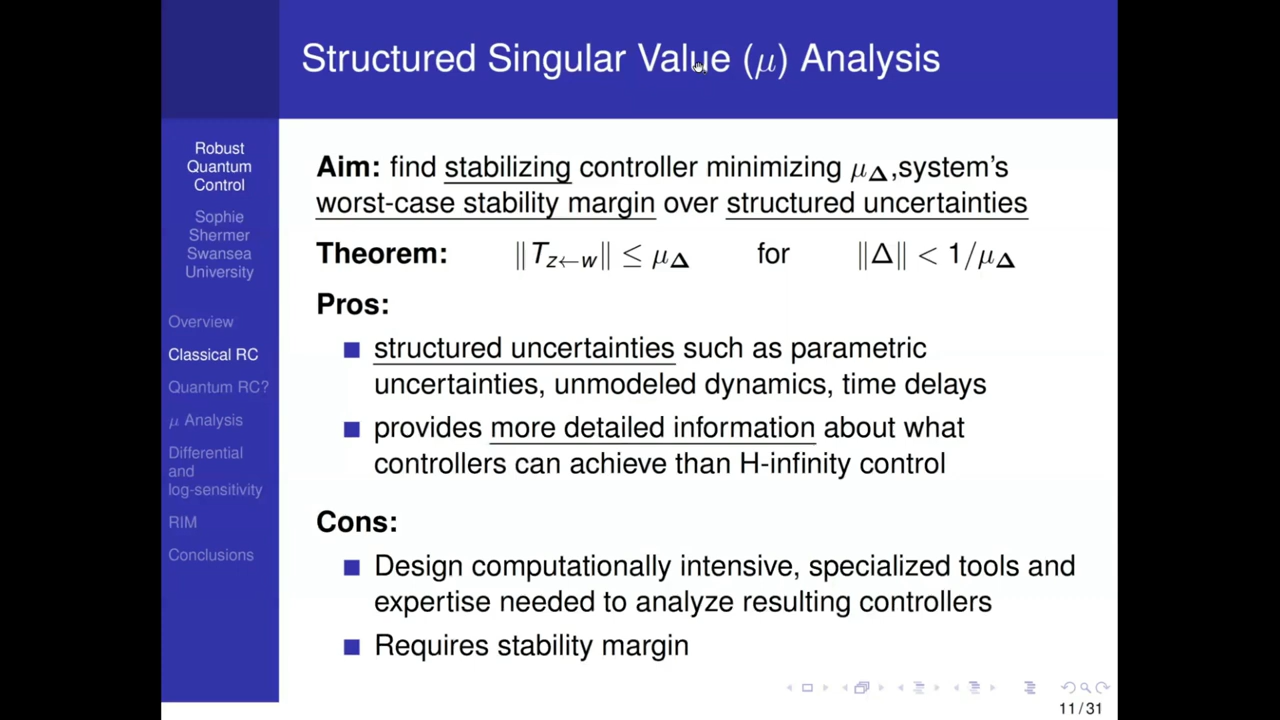 Structured Singular Value (μ) Analysis
Robust
Quantum
Control
Sophie
Shermer
Swansea
University
Overview
Classical RC
Quantum RC?
μ Analysis
Differential
and
log-sensitivity
RIM
Conclusions
Aim: find stabilizing controller minimizing μ_Δ,system's
worst-case stability margin over structured uncertainties
Theorem: ‖T_{z←w}‖ ≤ μ_Δ for ‖Δ‖ < 1/μ_Δ
Pros:
structured uncertainties such as parametric
uncertainties, unmodeled dynamics, time delays
provides more detailed information about what
controllers can achieve than H-infinity control
Cons:
Design computationally intensive, specialized tools and
expertise needed to analyze resulting controllers
Requires stability margin
11/31